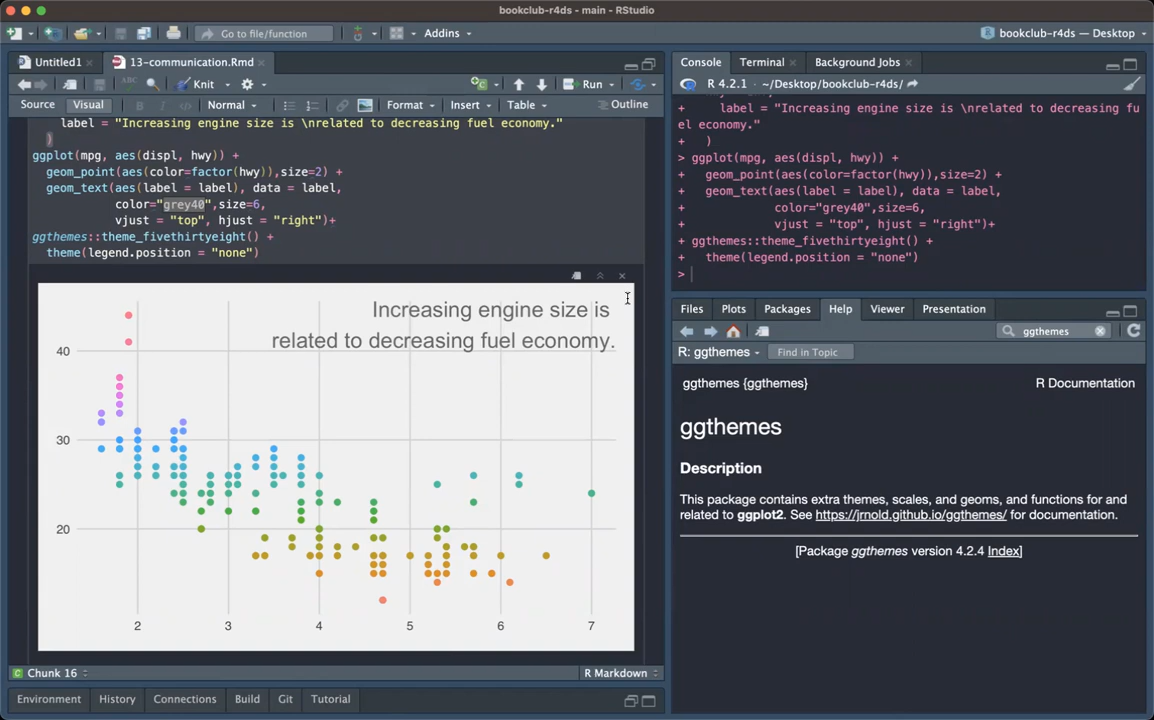 bookclub-r4ds - main - RStudio
Go to file/function
Addins
bookclub-r4ds — Desktop
Untitled1
13-communication.Rmd
Knit
Run
Source
Visual
Normal
Format
Insert
Table
Outline
label = "Increasing engine size is \nrelated to decreasing fuel economy."
)
ggplot(mpg, aes(displ, hwy)) +
geom_point(aes(color=factor(hwy)),size=2) +
geom_text(aes(label = label), data = label,
color="grey40",size=6,
vjust = "top", hjust = "right")+
ggthemes::theme_fivethirtyeight() +
theme(legend.position = "none")
Increasing engine size is
related to decreasing fuel economy.
40
30
20
2 3 4 5 6 7
Chunk 16
R Markdown
Environment
History
Connections
Build
Git
Tutorial
Console
Terminal
Background Jobs
R 4.2.1 · ~/Desktop/bookclub-r4ds/
+ label = "Increasing engine size is \nrelated to decreasing fu
el economy."
+ )
> ggplot(mpg, aes(displ, hwy)) +
+ geom_point(aes(color=factor(hwy)),size=2) +
+ geom_text(aes(label = label), data = label,
+ color="grey40",size=6,
+ vjust = "top", hjust = "right")+
+ ggthemes::theme_fivethirtyeight() +
+ theme(legend.position = "none")
>
Files
Plots
Packages
Help
Viewer
Presentation
ggthemes
R: ggthemes
Find in Topic
ggthemes {ggthemes}
R Documentation
ggthemes
Description
This package contains extra themes, scales, and geoms, and functions for and
related to ggplot2. See https://jrnold.github.io/ggthemes/ for documentation.
[Package ggthemes version 4.2.4 Index]